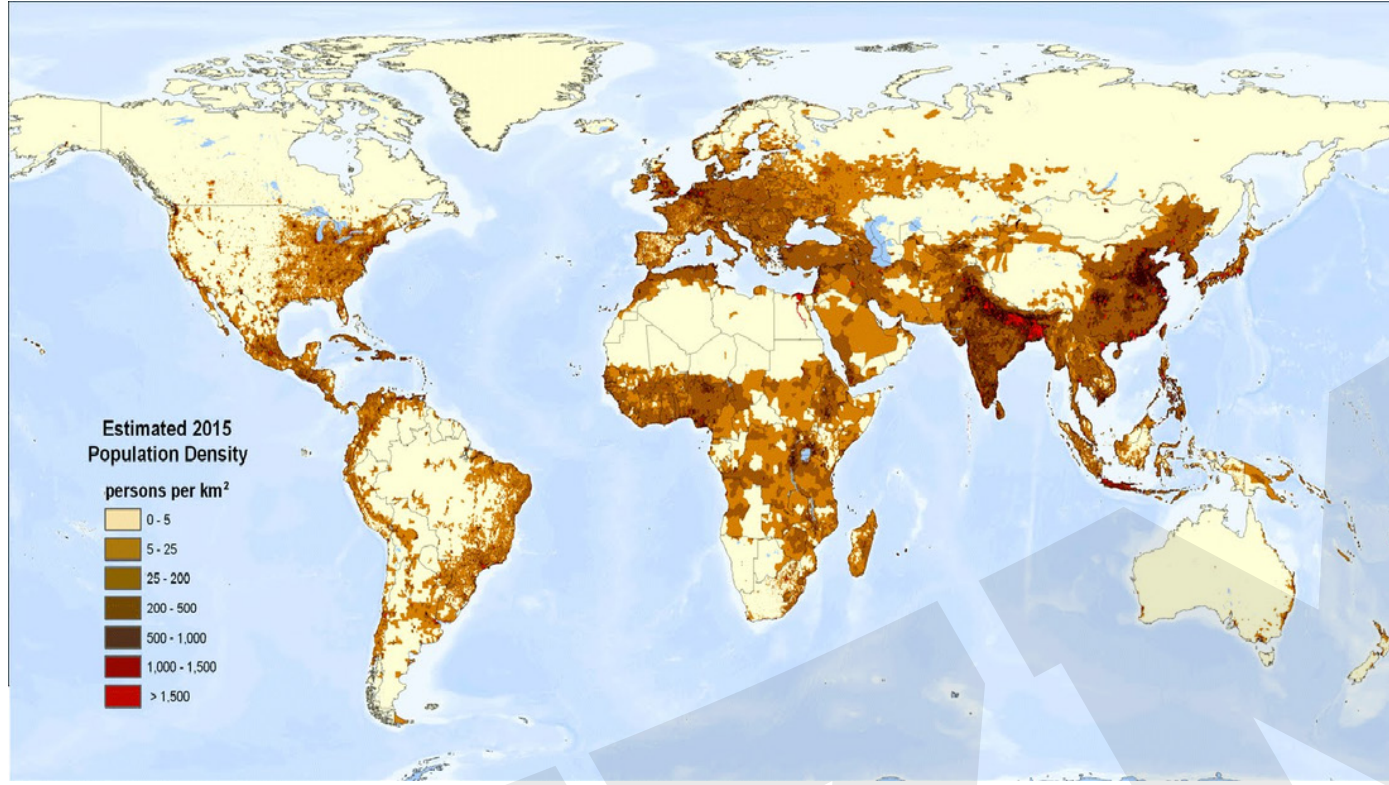 Estimated 2015
Population Density
persons per km²
0 - 5
5 - 25
25 - 200
200 - 500
500 - 1,000
1,000 - 1,500
> 1,500